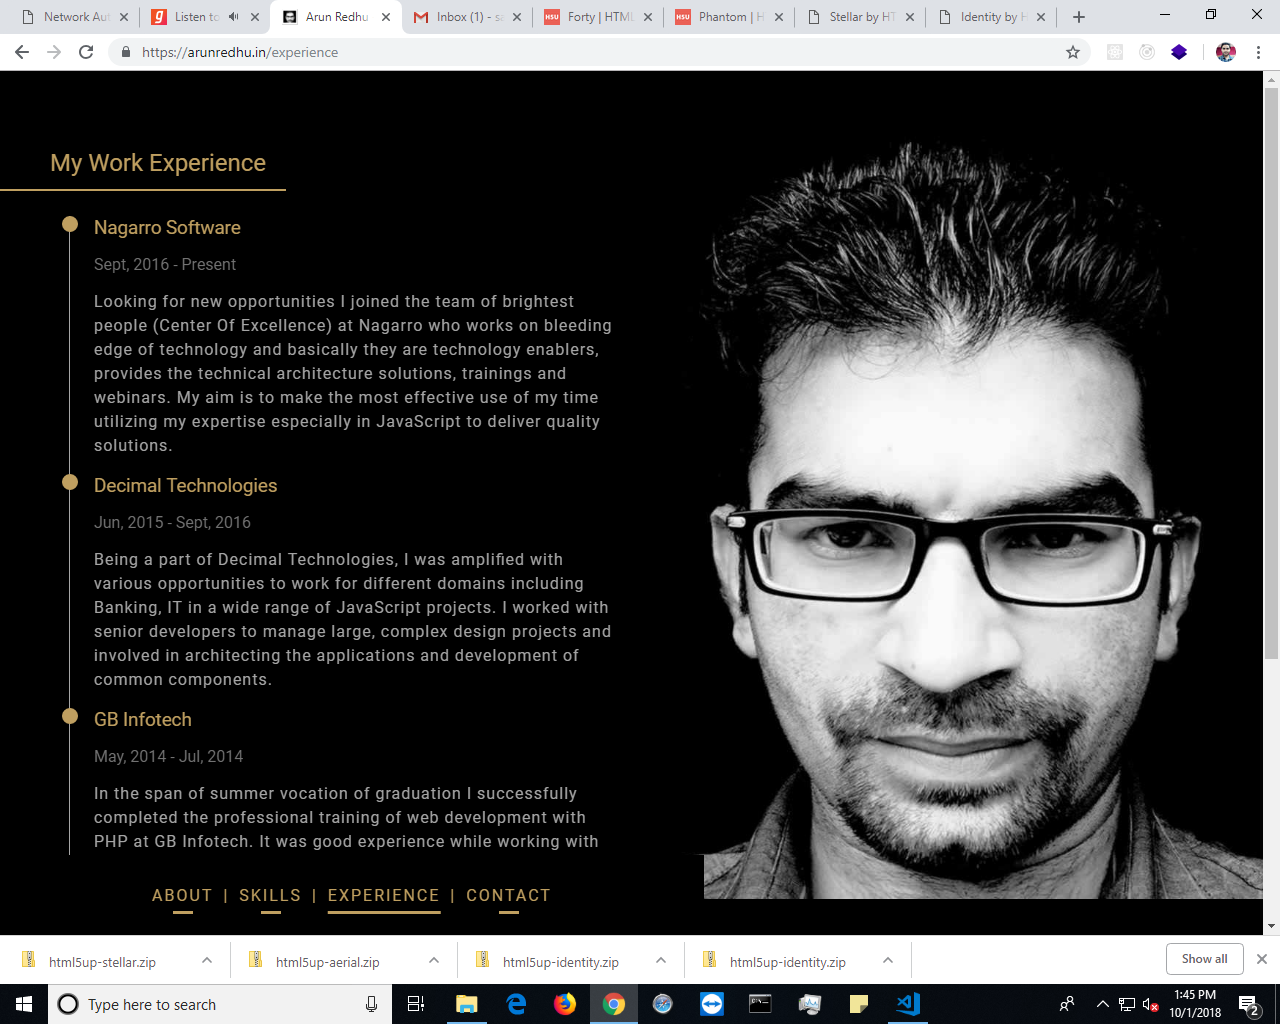 Network Aut
Listen to
Arun Redhu
Inbox (1) - sa
Forty | HTML
Phantom | H
Stellar by HT
Identity by H
https://arunredhu.in/experience
My Work Experience
Nagarro Software
Sept, 2016 - Present
Looking for new opportunities I joined the team of brightest
people (Center Of Excellence) at Nagarro who works on bleeding
edge of technology and basically they are technology enablers,
provides the technical architecture solutions, trainings and
webinars. My aim is to make the most effective use of my time
utilizing my expertise especially in JavaScript to deliver quality
solutions.
Decimal Technologies
Jun, 2015 - Sept, 2016
Being a part of Decimal Technologies, I was amplified with
various opportunities to work for different domains including
Banking, IT in a wide range of JavaScript projects. I worked with
senior developers to manage large, complex design projects and
involved in architecting the applications and development of
common components.
GB Infotech
May, 2014 - Jul, 2014
In the span of summer vocation of graduation I successfully
completed the professional training of web development with
PHP at GB Infotech. It was good experience while working with
ABOUT | SKILLS | EXPERIENCE | CONTACT
html5up-stellar.zip
html5up-aerial.zip
html5up-identity.zip
html5up-identity.zip
Show all
Type here to search
1:45 PM
10/1/2018
2